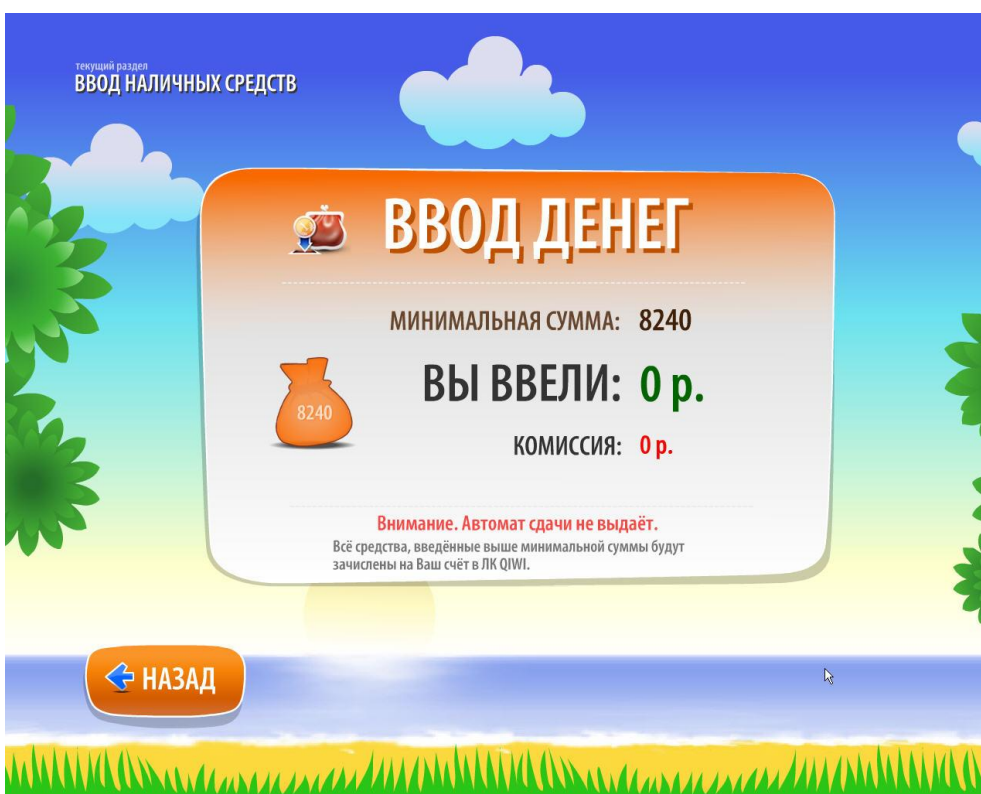 текущий раздел
ВВОД НАЛИЧНЫХ СРЕДСТВ
ВВОД ДЕНЕГ
МИНИМАЛЬНАЯ СУММА: 8240
8240
ВЫ ВВЕЛИ: 0 р.
КОМИССИЯ: 0 р.
Внимание. Автомат сдачи не выдаёт.
Всё средства, введённые выше минимальной суммы будут
зачислены на Ваш счёт в ЛК QIWI.
НАЗАД